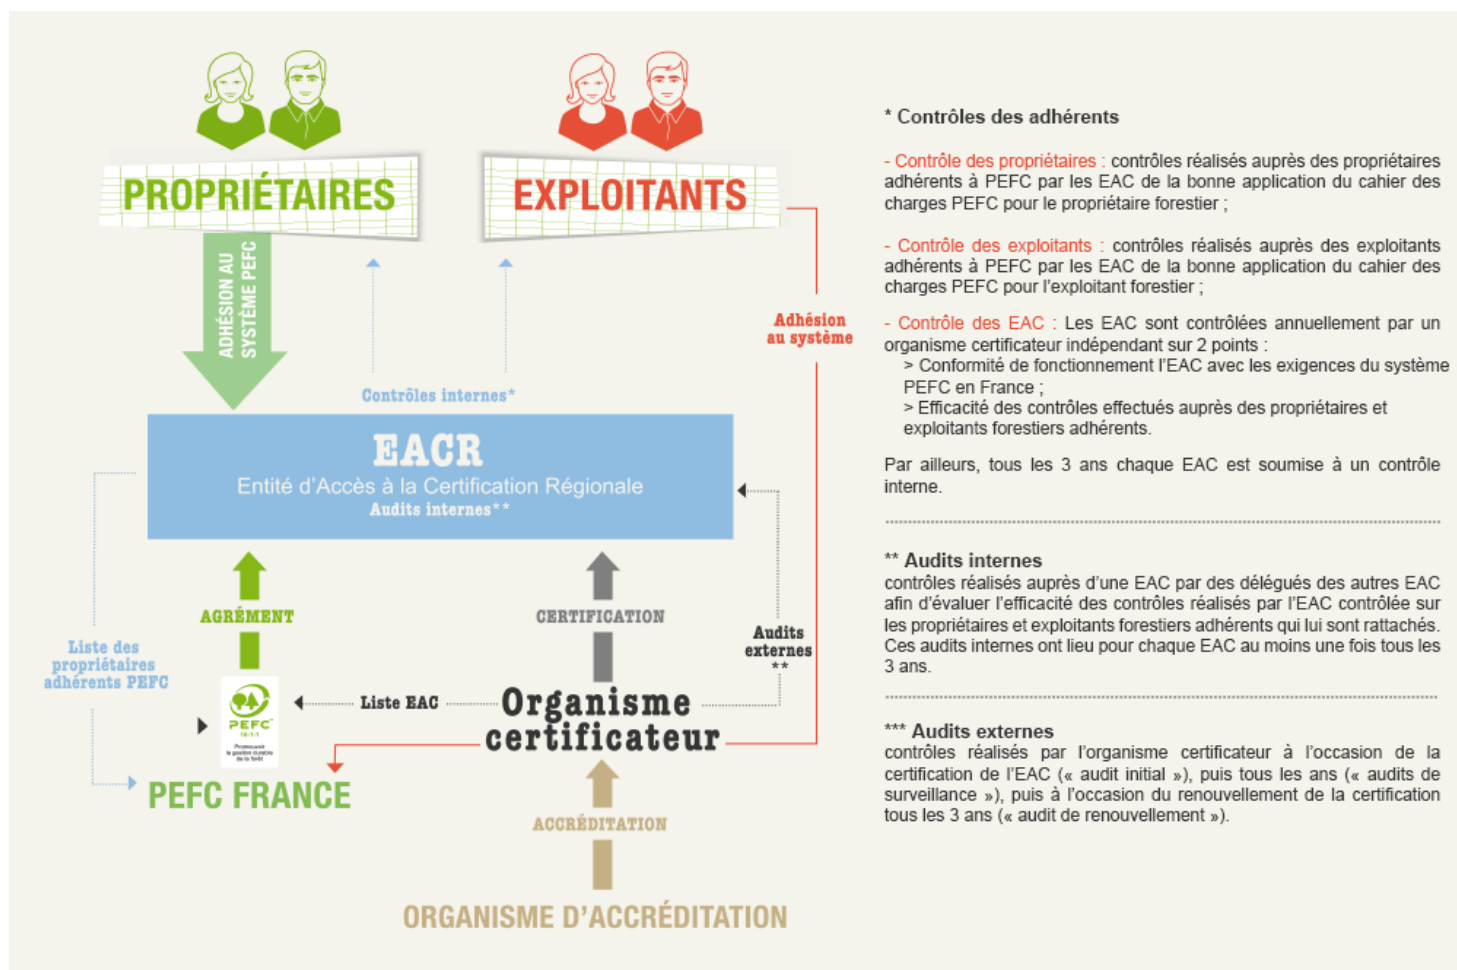 PROPRIÉTAIRES
EXPLOITANTS
ADHÉSION AU
SYSTÈME PEFC
Adhésion
au système
Contrôles internes*
EACR
Entité d'Accès à la Certification Régionale
Audits internes**
AGRÉMENT
CERTIFICATION
Audits
externes
**
Liste des
propriétaires
adhérents PEFC
PEFC
10-1-1
Promouvoir
la gestion durable
de la forêt
Liste EAC
Organisme
certificateur
PEFC FRANCE
ACCRÉDITATION
ORGANISME D'ACCRÉDITATION
* Contrôles des adhérents
- Contrôle des propriétaires : contrôles réalisés auprès des propriétaires
adhérents à PEFC par les EAC de la bonne application du cahier des
charges PEFC pour le propriétaire forestier ;
- Contrôle des exploitants : contrôles réalisés auprès des exploitants
adhérents à PEFC par les EAC de la bonne application du cahier des
charges PEFC pour l'exploitant forestier ;
- Contrôle des EAC : Les EAC sont contrôlées annuellement par un
organisme certificateur indépendant sur 2 points :
> Conformité de fonctionnement l'EAC avec les exigences du système
PEFC en France ;
> Efficacité des contrôles effectués auprès des propriétaires et
exploitants forestiers adhérents.
Par ailleurs, tous les 3 ans chaque EAC est soumise à un contrôle
interne.
** Audits internes
contrôles réalisés auprès d'une EAC par des délégués des autres EAC
afin d'évaluer l'efficacité des contrôles réalisés par l'EAC contrôlée sur
les propriétaires et exploitants forestiers adhérents qui lui sont rattachés.
Ces audits internes ont lieu pour chaque EAC au moins une fois tous les
3 ans.
*** Audits externes
contrôles réalisés par l'organisme certificateur à l'occasion de la
certification de l'EAC (« audit initial »), puis tous les ans (« audits de
surveillance »), puis à l'occasion du renouvellement de la certification
tous les 3 ans (« audit de renouvellement »).